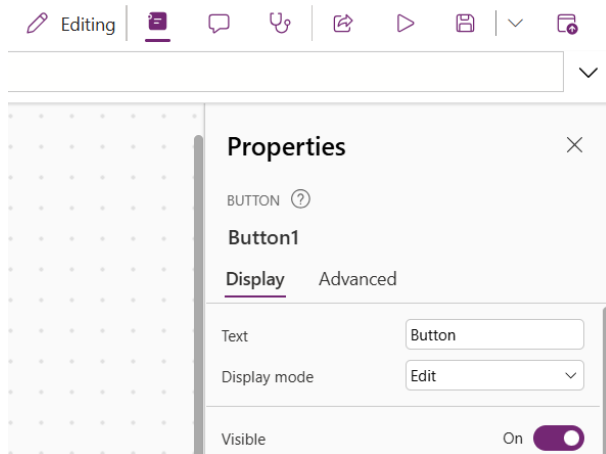 Editing
Properties
BUTTON
Button1
Display Advanced
Text Button
Display mode Edit
Visible On